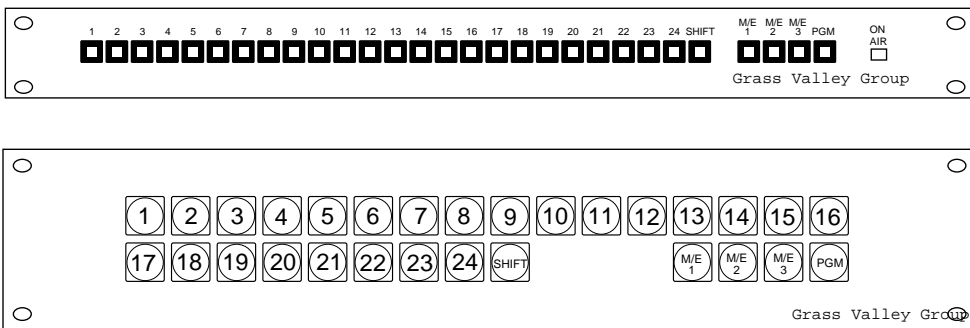 M/E M/E M/E ON
1 2 3 4 5 6 7 8 9 10 11 12 13 14 15 16 17 18 19 20 21 22 23 24 SHIFT 1 2 3 PGM AIR
Grass Valley Group
1 2 3 4 5 6 7 8 9 10 11 12 13 14 15 16
17 18 19 20 21 22 23 24 SHIFT M/E 1 M/E 2 M/E 3 PGM
Grass Valley Group